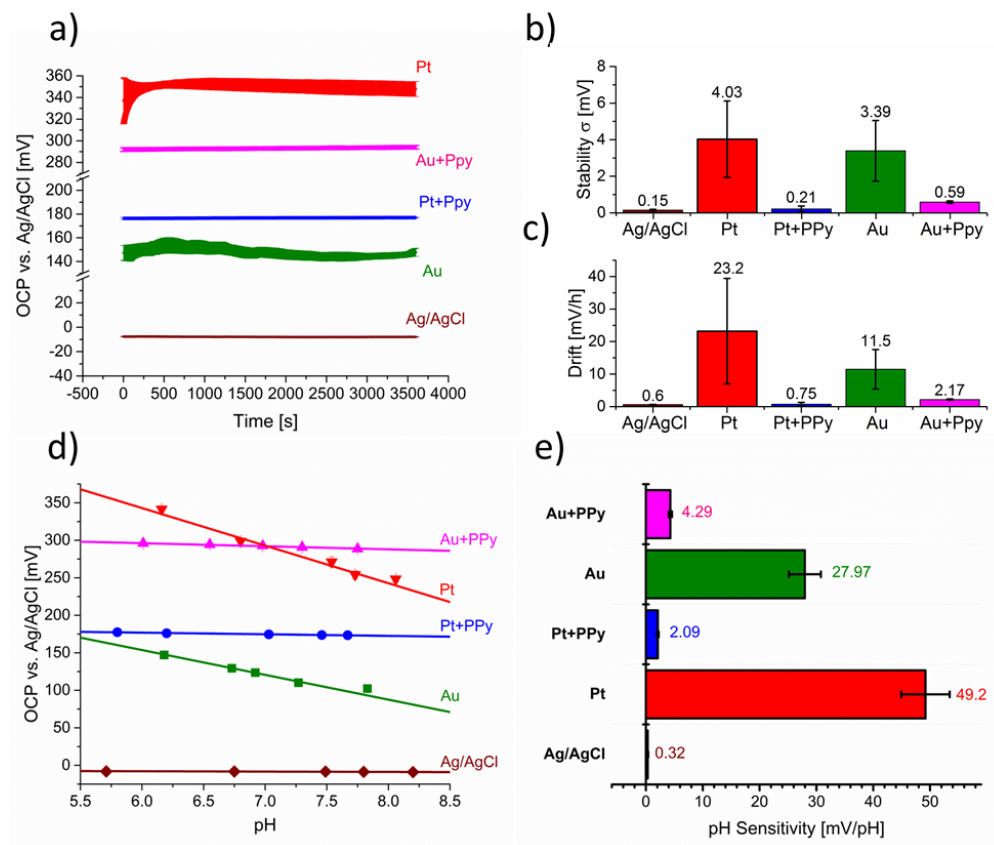 a)
360
340
300
280
200
180
160
140
20
0
-20
-40
-500 0 500 1000 1500 2000 2500 3000 3500 4000
Time [s]
OCP vs. Ag/AgCl [mV]
Pt
Au+Ppy
Pt+Ppy
Au
Ag/AgCl
b)
8
6
4
2
0
Stability σ [mV]
0.15
4.03
0.21
3.39
0.59
Ag/AgCl Pt Pt+PPy Au Au+Ppy
c)
40
30
20
10
0
Drift [mV/h]
0.6
23.2
0.75
11.5
2.17
Ag/AgCl Pt Pt+PPy Au Au+Ppy
d)
350
300
250
200
150
100
50
0
5.5 6.0 6.5 7.0 7.5 8.0 8.5
pH
OCP vs. Ag/AgCl [mV]
Au+PPy
Pt
Pt+PPy
Au
Ag/AgCl
e)
Au+PPy 4.29
Au 27.97
Pt+PPy 2.09
Pt 49.2
Ag/AgCl 0.32
0 10 20 30 40 50
pH Sensitivity [mV/pH]